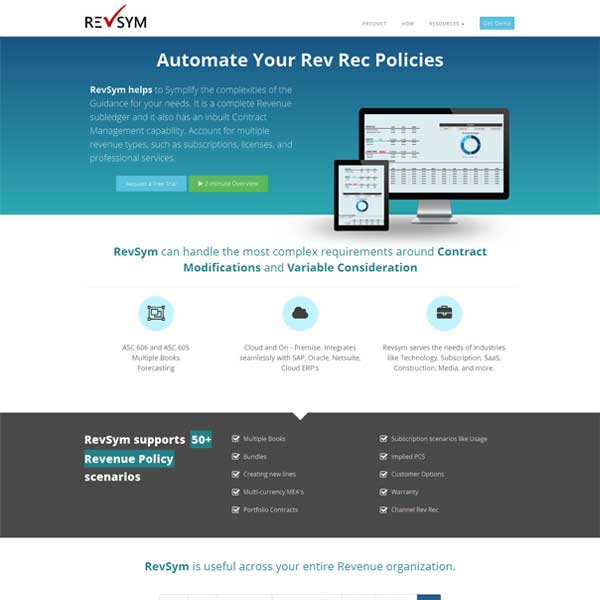 REVSYM
PRODUCT HOW RESOURCES Get Demo
Automate Your Rev Rec Policies
RevSym helps to Symplify the complexities of the
Guidance for your needs. It is a complete Revenue
subledger and it also has an inbuilt Contract
Management capability. Account for multiple
revenue types, such as subscriptions, licenses, and
professional services.
Request a Free Trial
2-minute Overview
RevSym can handle the most complex requirements around Contract
Modifications and Variable Consideration
ASC 606 and ASC 605
Multiple Books
Forecasting
Cloud and On - Premise. Integrates
seamlessly with SAP, Oracle, Netsuite,
Cloud ERP's
Revsym serves the needs of Industries
like Technology, Subscription, SaaS,
Construction, Media, and more.
RevSym supports 50+
Revenue Policy
scenarios
Multiple Books
Bundles
Creating new lines
Multi-currency MEA's
Portfolio Contracts
Subscription scenarios like Usage
Implied PCS
Customer Options
Warranty
Channel Rev Rec
RevSym is useful across your entire Revenue organization.